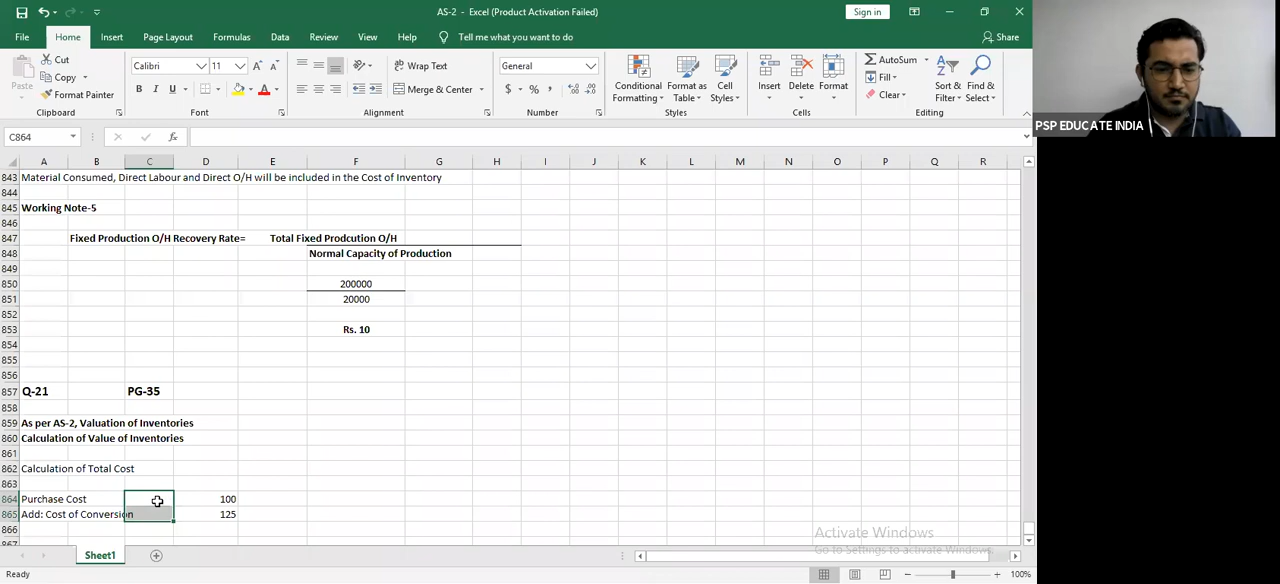 AS-2 - Excel (Product Activation Failed)
Sign in
File Home Insert Page Layout Formulas Data Review View Help Tell me what you want to do Share
Paste Cut Copy Format Painter Clipboard
Calibri 11 B I U A A Font
Wrap Text Merge & Center Alignment
General $ % , Number
Conditional Formatting Format as Table Cell Styles Styles
Insert Delete Format Cells
AutoSum Fill Clear Sort & Filter Find & Select Editing
PSP EDUCATE INDIA
C864 fx
A B C D E F G H I J K L M N O P Q R
843 Material Consumed, Direct Labour and Direct O/H will be included in the Cost of Inventory
844
845 Working Note-5
846
847 Fixed Production O/H Recovery Rate= Total Fixed Prodcution O/H
848 Normal Capacity of Production
849
850 200000
851 20000
852
853 Rs. 10
854
855
856
857 Q-21 PG-35
858
859 As per AS-2, Valuation of Inventories
860 Calculation of Value of Inventories
861
862 Calculation of Total Cost
863
864 Purchase Cost 100
865 Add: Cost of Conversion 125
866
867
Activate Windows
Go to Settings to activate Windows.
Sheet1
Ready 100%